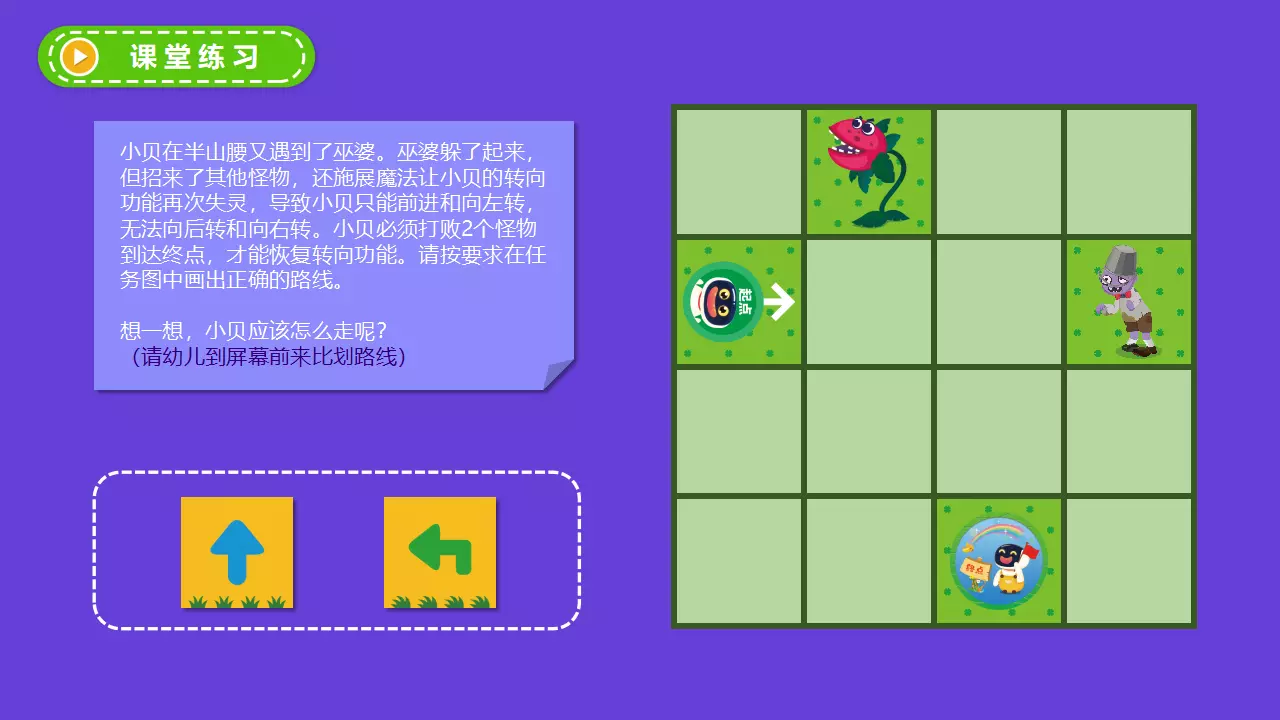 课堂练习
小贝在半山腰又遇到了巫婆。巫婆躲了起来，
但招来了其他怪物，还施展魔法让小贝的转向
功能再次失灵，导致小贝只能前进和向左转，
无法向后转和向右转。小贝必须打败2个怪物
到达终点，才能恢复转向功能。请按要求在任
务图中画出正确的路线。
想一想，小贝应该怎么走呢？
（请幼儿到屏幕前来比划路线）
起点
终点